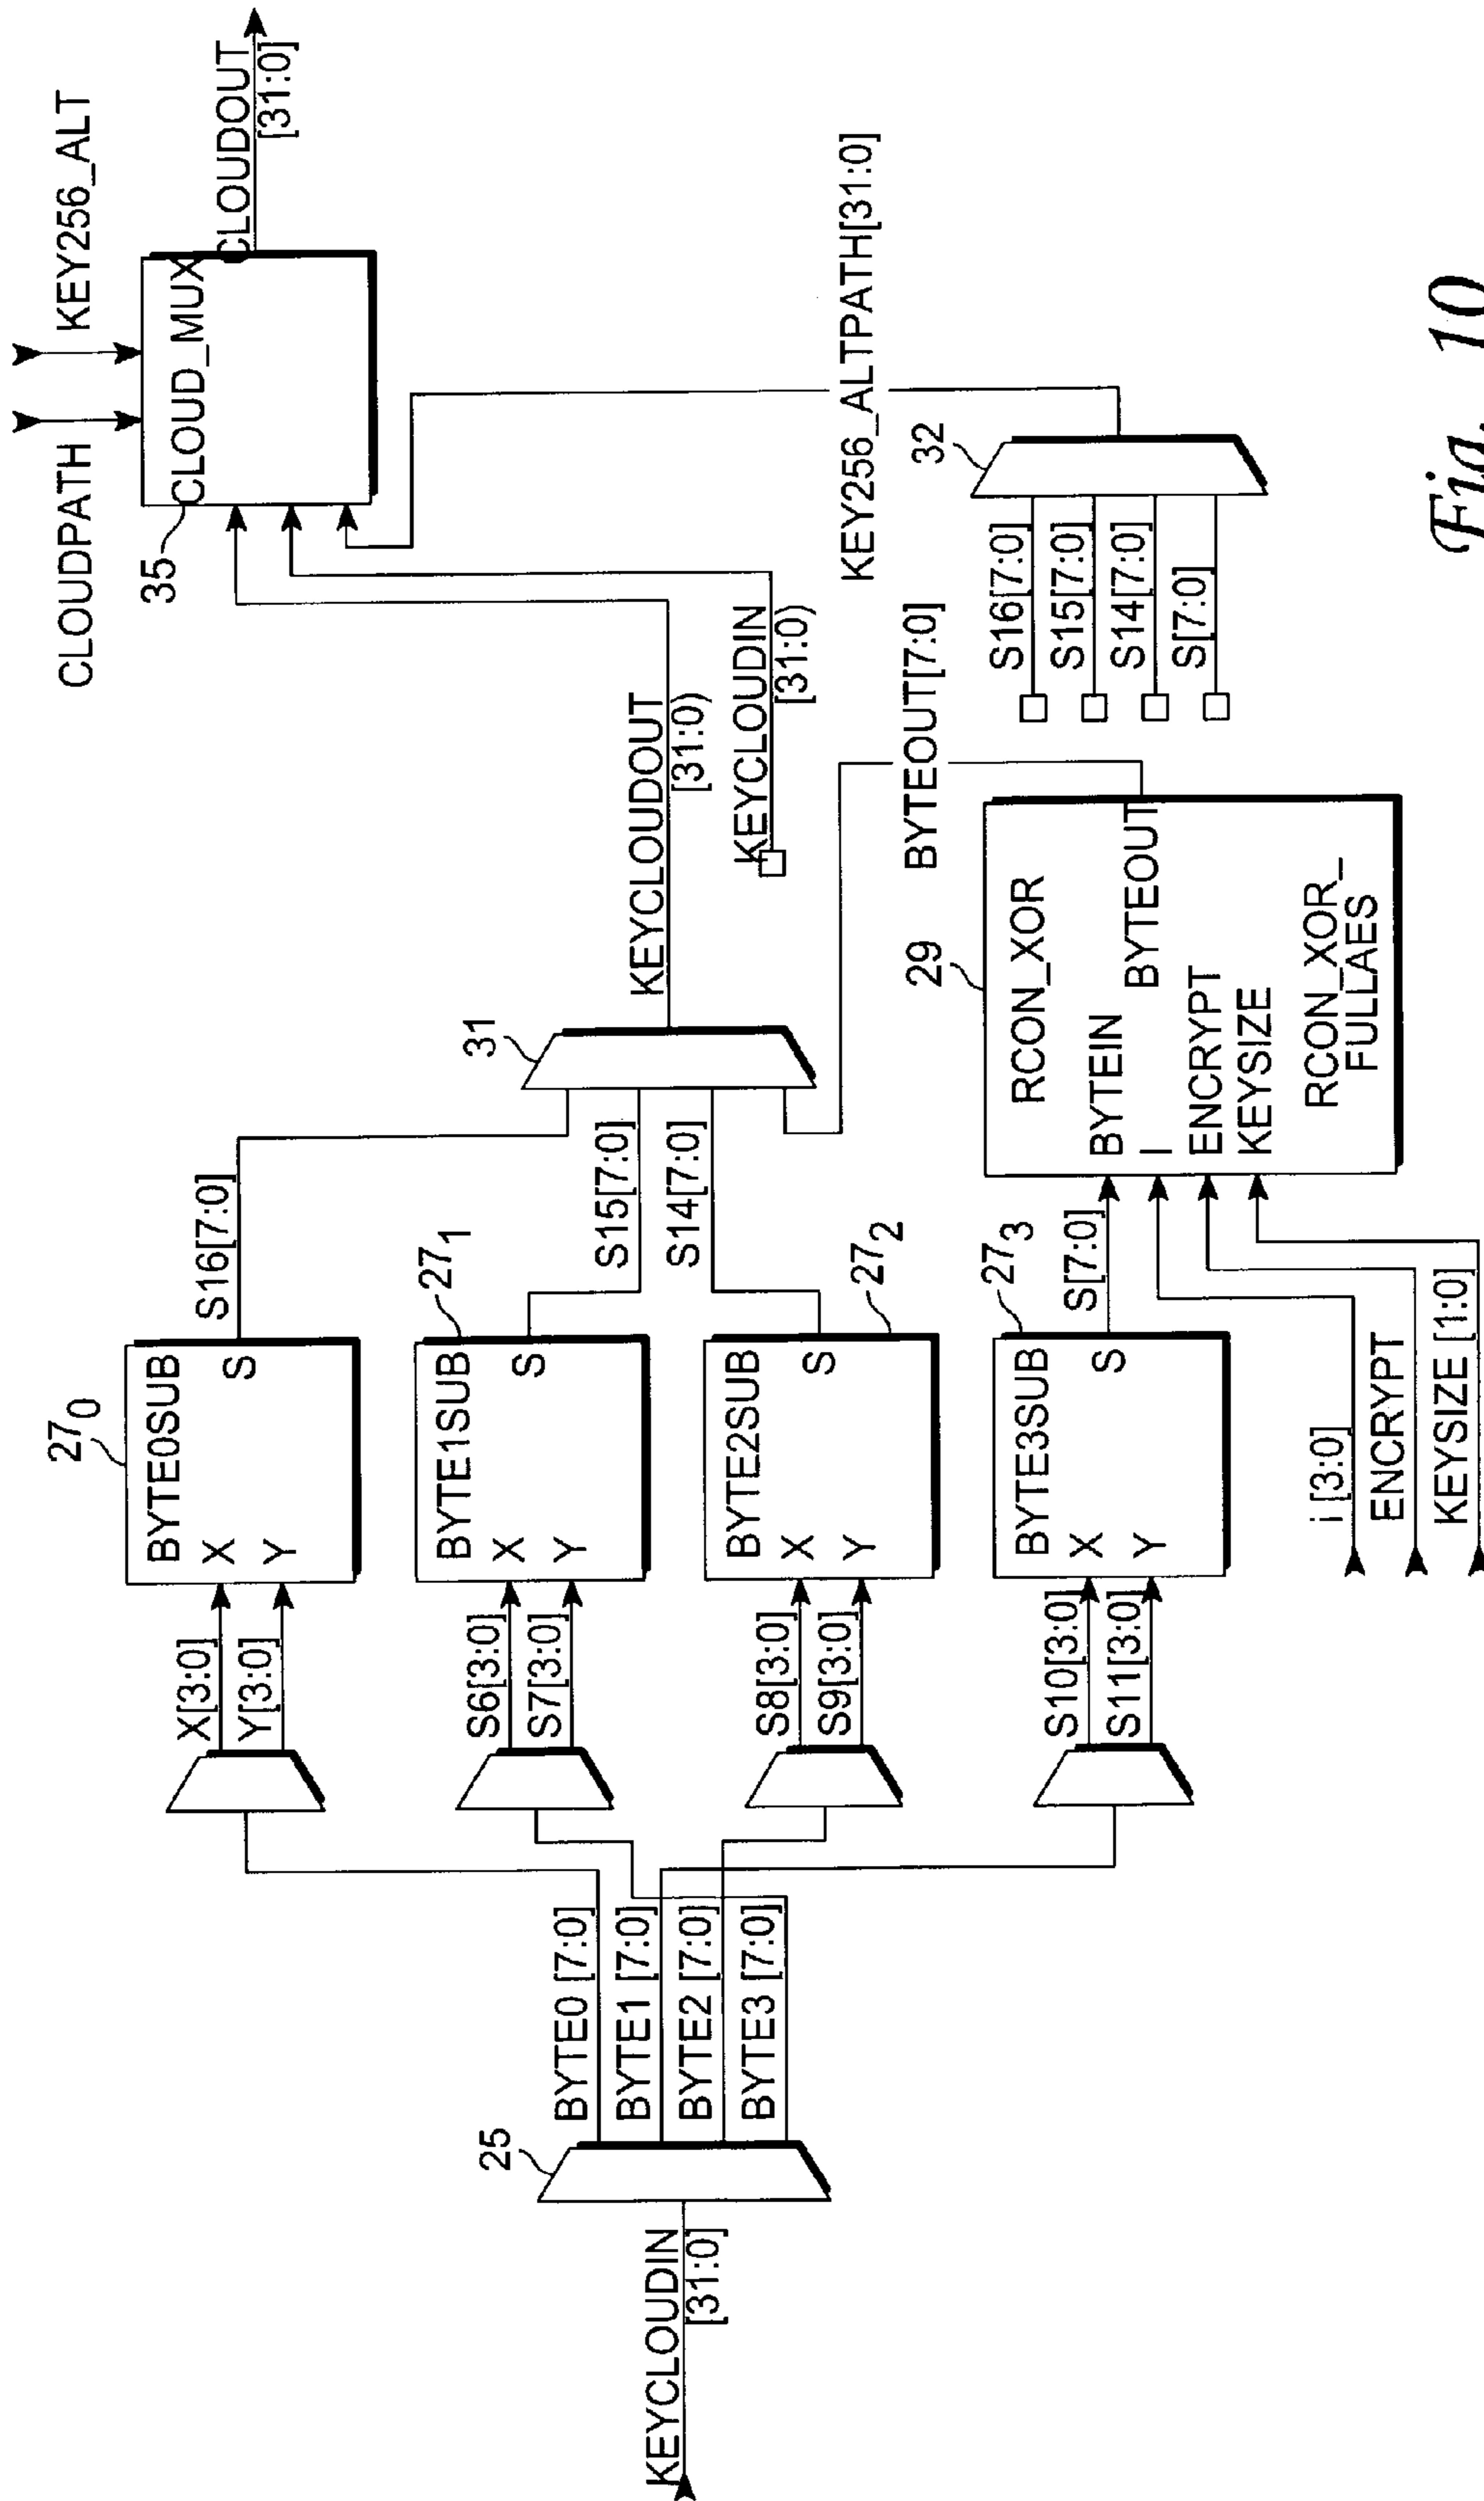 KEYCLOUDIN
[31:0]
25
BYTE0 [7:0]
BYTE1 [7:0]
BYTE2 [7:0]
BYTE3 [7:0]
X[3:0]
Y[3:0]
S6[3:0]
S7[3:0]
S8[3:0]
S9[3:0]
S10[3:0]
S11[3:0]
27 0
BYTE0SUB
X
Y
S
27 1
BYTE1SUB
X
Y
S
27 2
BYTE2SUB
X
Y
S
27 3
BYTE3SUB
X
Y
S
i [3:0]
ENCRYPT
KEYSIZE [1:0]
S16[7:0]
S15[7:0]
S14[7:0]
S[7:0]
31
29
RCON_XOR
BYTEIN
I
ENCRYPT
KEYSIZE
BYTEOUT
RCON_XOR_
FULLAES
KEYCLOUDOUT
[31:0)
KEYCLOUDIN
[31:0)
BYTEOUT[7:0]
S16[7:0]
S15[7:0]
S14[7:0]
S[7:0]
32
KEY256_ALTPATH[31:0]
35
CLOUD_MUX
CLOUDPATH
KEY256_ALT
CLOUDOUT
[31:0]
Fig. 10